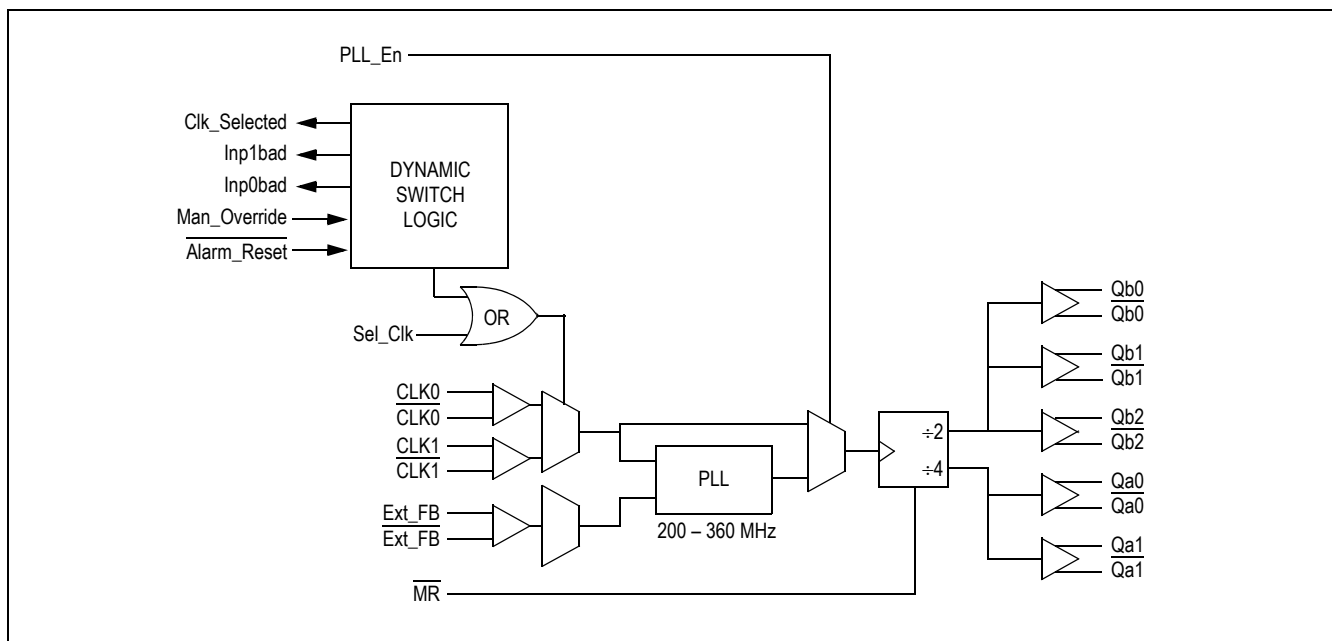 PLL_En
Clk_Selected
Inp1bad
Inp0bad
Man_Override
Alarm_Reset
DYNAMIC
SWITCH
LOGIC
OR
Sel_Clk
CLK0
CLK0
CLK1
CLK1
Ext_FB
Ext_FB
MR
PLL
200 – 360 MHz
÷2
÷4
Qb0
Qb0
Qb1
Qb1
Qb2
Qb2
Qa0
Qa0
Qa1
Qa1